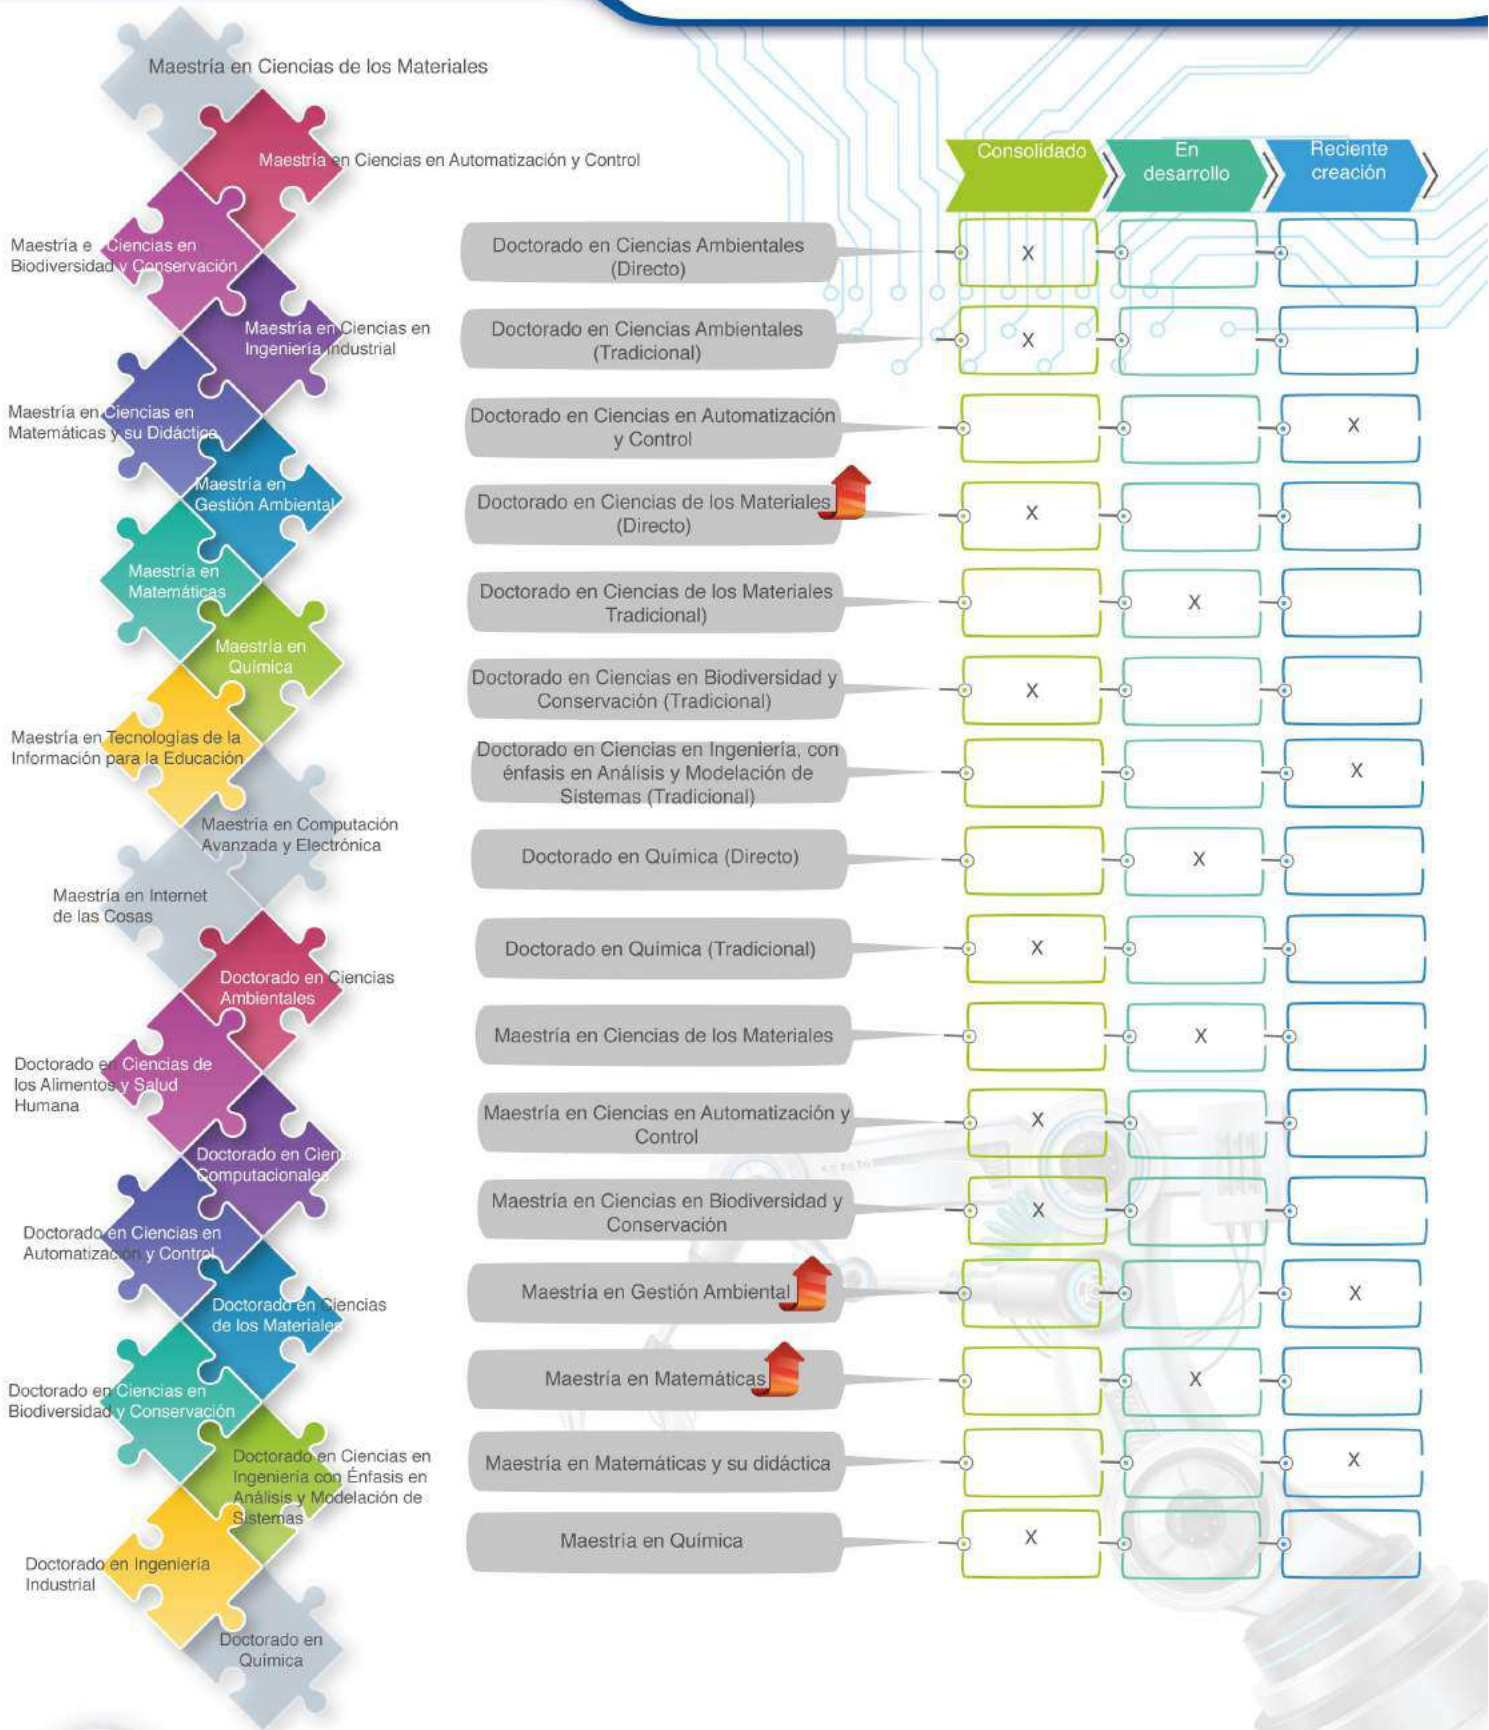 Maestría en Ciencias de los Materiales
Maestría en Ciencias en Automatización y Control
Maestría e Ciencias en
Biodiversidad y Conservación
Maestría en Ciencias en
Ingeniería Industrial
Maestría en Ciencias en
Matemáticas y su Didáctica
Maestría en
Gestión Ambiental
Maestría en
Matemáticas
Maestría en
Química
Maestría en Tecnologías de la
Información para la Educación
Maestría en Computación
Avanzada y Electrónica
Maestría en Internet
de las Cosas
Doctorado en Ciencias
Ambientales
Doctorado en Ciencias de
los Alimentos y Salud
Humana
Doctorado en Cien
Computacionales
Doctorado en Ciencias en
Automatización y Control
Doctorado en Ciencias
de los Materiales
Doctorado en Ciencias en
Biodiversidad y Conservación
Doctorado en Ciencias en
Ingeniería con Énfasis en
Análisis y Modelación de
Sistemas
Doctorado en Ingeniería
Industrial
Doctorado en
Química
Consolidado
En
desarrollo
Reciente
creación
Doctorado en Ciencias Ambientales
(Directo)
X
Doctorado en Ciencias Ambientales
(Tradicional)
X
Doctorado en Ciencias en Automatización
y Control
X
Doctorado en Ciencias de los Materiales
(Directo)
X
Doctorado en Ciencias de los Materiales
Tradicional)
X
Doctorado en Ciencias en Biodiversidad y
Conservación (Tradicional)
X
Doctorado en Ciencias en Ingeniería, con
énfasis en Análisis y Modelación de
Sistemas (Tradicional)
X
Doctorado en Química (Directo)
X
Doctorado en Química (Tradicional)
X
Maestría en Ciencias de los Materiales
X
Maestría en Ciencias en Automatización y
Control
X
Maestría en Ciencias en Biodiversidad y
Conservación
X
Maestría en Gestión Ambiental
X
Maestría en Matemáticas
X
Maestría en Matemáticas y su didáctica
X
Maestría en Química
X